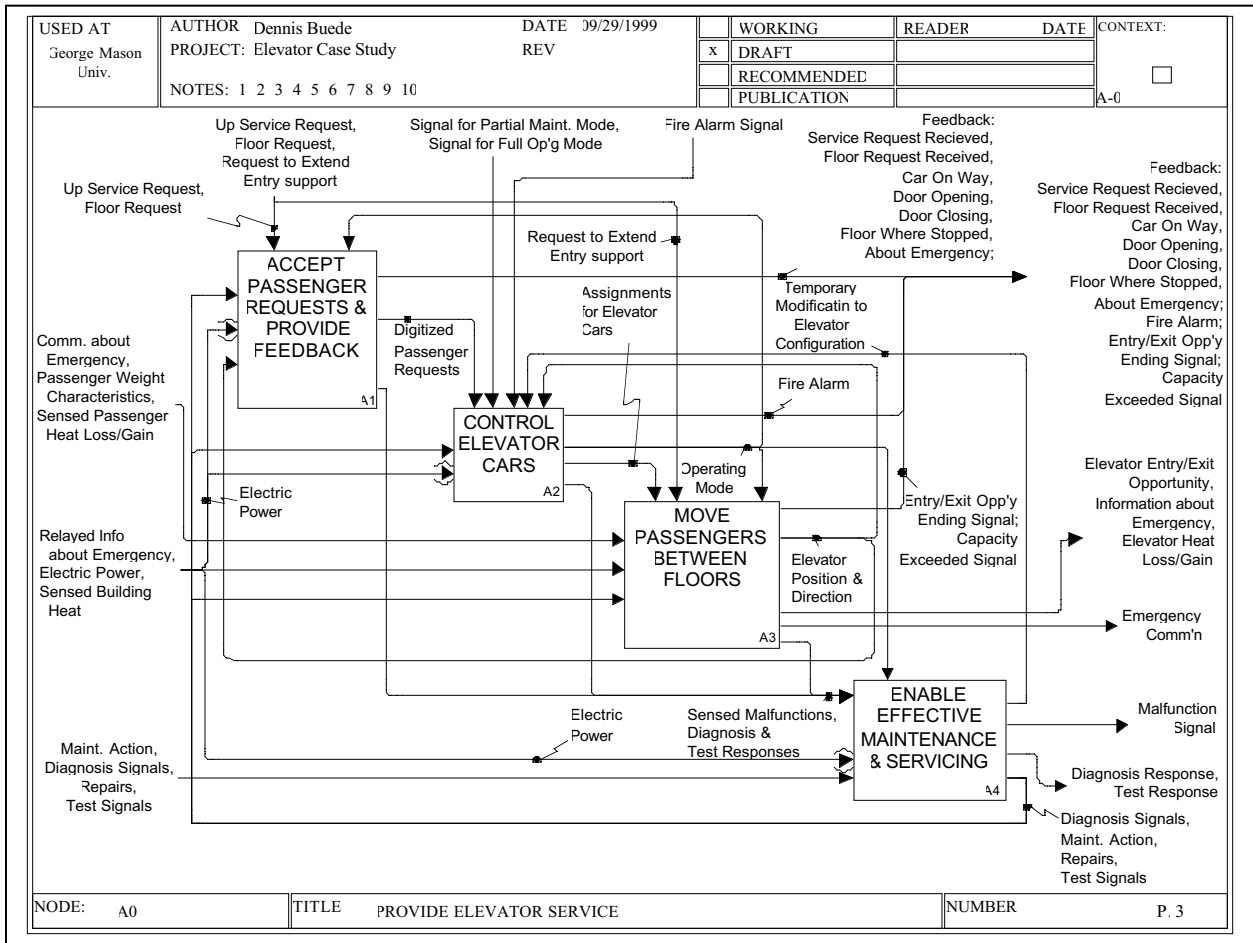 USED AT
George Mason
Univ.
AUTHOR Dennis Buede
DATE 09/29/1999
PROJECT: Elevator Case Study
REV
NOTES: 1 2 3 4 5 6 7 8 9 10
WORKING
x DRAFT
RECOMMENDED
PUBLICATION
READER DATE
CONTEXT:
A-0
Up Service Request,
Floor Request
Up Service Request,
Floor Request,
Request to Extend
Entry support
Signal for Partial Maint. Mode,
Signal for Full Op'g Mode
Fire Alarm Signal
Feedback:
Service Request Recieved,
Floor Request Received,
Car On Way,
Door Opening,
Door Closing,
Floor Where Stopped,
About Emergency;
Feedback:
Service Request Recieved,
Floor Request Received,
Car On Way,
Door Opening,
Door Closing,
Floor Where Stopped,
About Emergency;
Fire Alarm;
Entry/Exit Opp'y
Ending Signal;
Capacity
Exceeded Signal
ACCEPT
PASSENGER
REQUESTS &
PROVIDE
FEEDBACK
A1
Request to Extend
Entry support
Assignments
for Elevator
Cars
Temporary
Modificatin to
Elevator
Configuration
Digitized
Passenger
Requests
Comm. about
Emergency,
Passenger Weight
Characteristics,
Sensed Passenger
Heat Loss/Gain
Fire Alarm
CONTROL
ELEVATOR
CARS
A2
Operating
Mode
Electric
Power
Entry/Exit Opp'y
Ending Signal;
Capacity
Exceeded Signal
Elevator Entry/Exit
Opportunity,
Information about
Emergency,
Elevator Heat
Loss/Gain
MOVE
PASSENGERS
BETWEEN
FLOORS
A3
Relayed Info
about Emergency,
Electric Power,
Sensed Building
Heat
Elevator
Position &
Direction
Emergency
Comm'n
ENABLE
EFFECTIVE
MAINTENANCE
& SERVICING
A4
Electric
Power
Sensed Malfunctions,
Diagnosis &
Test Responses
Malfunction
Signal
Maint. Action,
Diagnosis Signals,
Repairs,
Test Signals
Diagnosis Response,
Test Response
Diagnosis Signals,
Maint. Action,
Repairs,
Test Signals
NODE: A0
TITLE PROVIDE ELEVATOR SERVICE
NUMBER P. 3